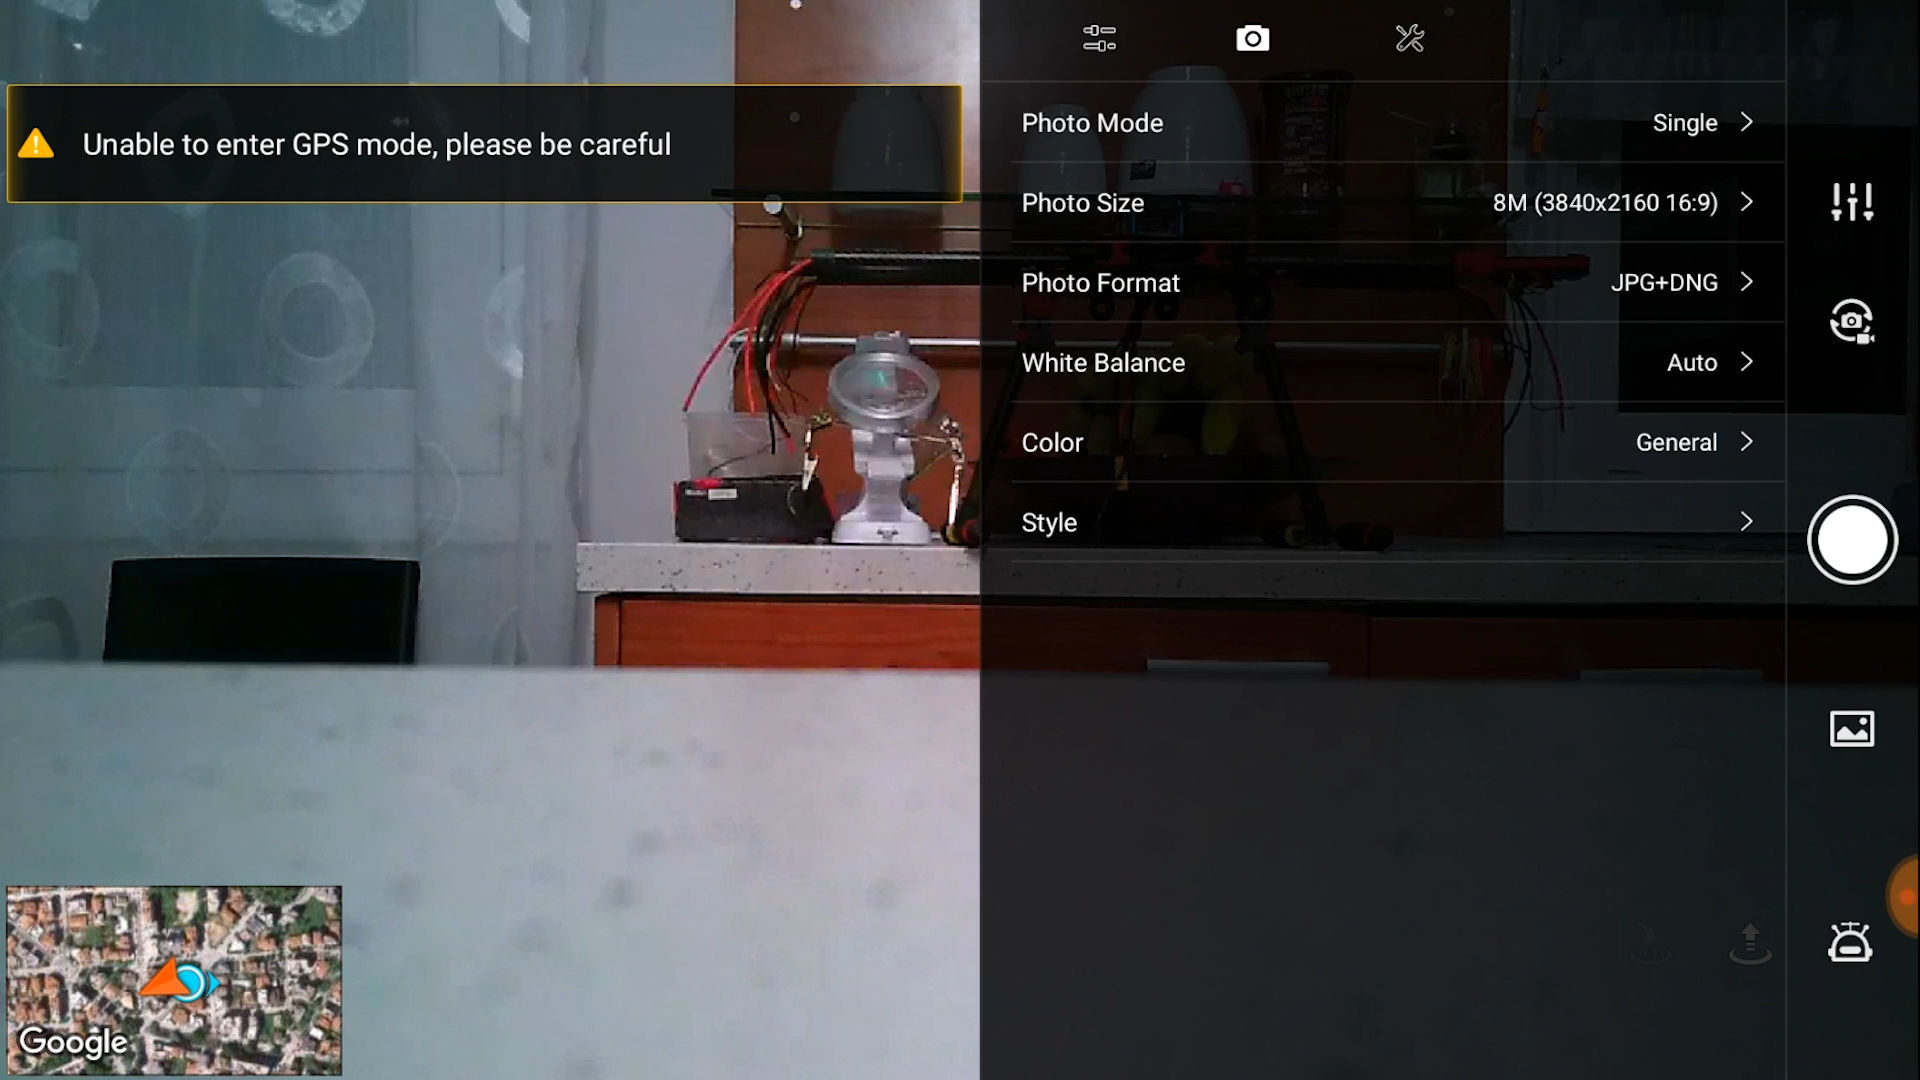 Unable to enter GPS mode, please be careful
Photo Mode
Single
Photo Size
8M (3840x2160 16:9)
Photo Format
JPG+DNG
White Balance
Auto
Color
General
Style
Google